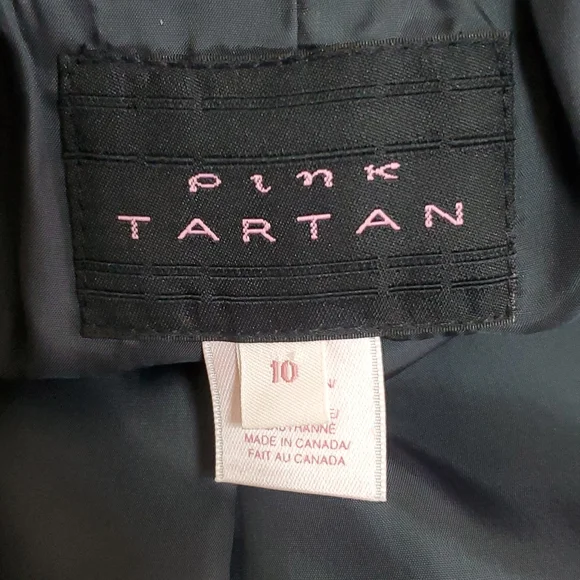 pink
TARTAN
10
MADE IN CANADA/
FAIT AU CANADA